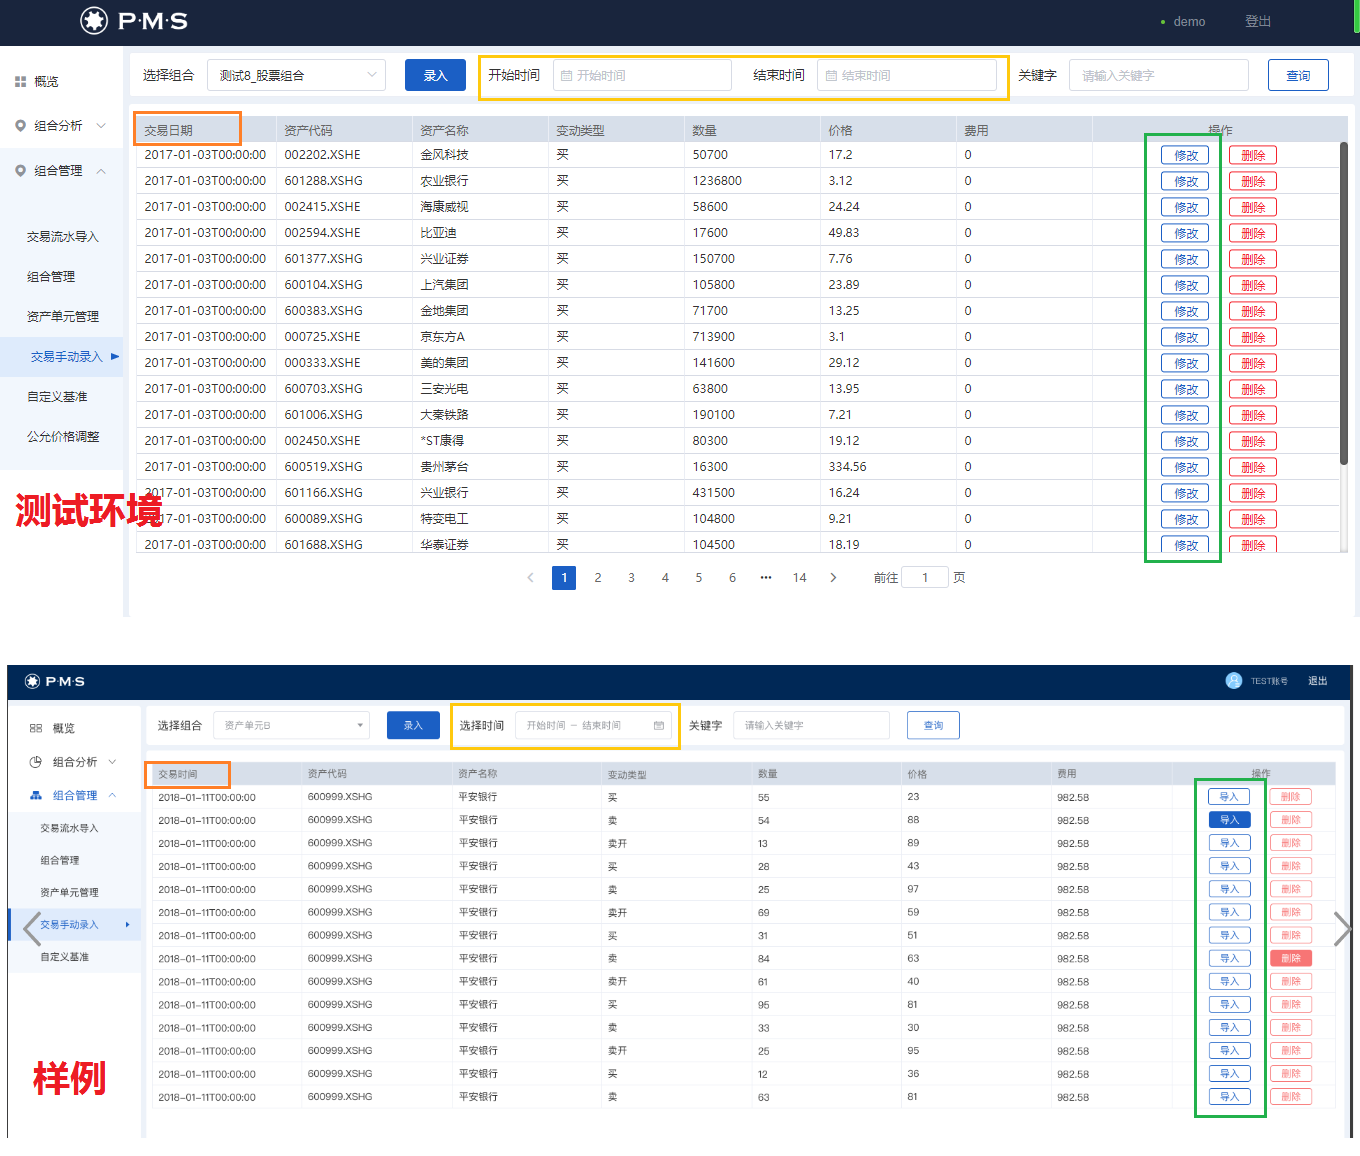 P·M·S
demo 登出
概览
组合分析
组合管理
交易流水导入
组合管理
资产单元管理
交易手动录入
自定义基准
公允价格调整
测试环境
选择组合 测试8_股票组合 录入 开始时间 开始时间 结束时间 结束时间 关键字 请输入关键字 查询
交易日期 资产代码 资产名称 变动类型 数量 价格 费用 操作
2017-01-03T00:00:00 002202.XSHE 金风科技 买 50700 17.2 0 修改 删除
2017-01-03T00:00:00 601288.XSHG 农业银行 买 1236800 3.12 0 修改 删除
2017-01-03T00:00:00 002415.XSHE 海康威视 买 58600 24.24 0 修改 删除
2017-01-03T00:00:00 002594.XSHE 比亚迪 买 17600 49.83 0 修改 删除
2017-01-03T00:00:00 601377.XSHG 兴业证券 买 150700 7.76 0 修改 删除
2017-01-03T00:00:00 600104.XSHG 上汽集团 买 105800 23.89 0 修改 删除
2017-01-03T00:00:00 600383.XSHG 金地集团 买 71700 13.25 0 修改 删除
2017-01-03T00:00:00 000725.XSHE 京东方A 买 713900 3.1 0 修改 删除
2017-01-03T00:00:00 000333.XSHE 美的集团 买 141600 29.12 0 修改 删除
2017-01-03T00:00:00 600703.XSHG 三安光电 买 63800 13.95 0 修改 删除
2017-01-03T00:00:00 601006.XSHG 大秦铁路 买 190100 7.21 0 修改 删除
2017-01-03T00:00:00 002450.XSHE *ST康得 买 80300 19.12 0 修改 删除
2017-01-03T00:00:00 600519.XSHG 贵州茅台 买 16300 334.56 0 修改 删除
2017-01-03T00:00:00 601166.XSHG 兴业银行 买 431500 16.24 0 修改 删除
2017-01-03T00:00:00 600089.XSHG 特变电工 买 104800 9.21 0 修改 删除
2017-01-03T00:00:00 601688.XSHG 华泰证券 买 104500 18.19 0 修改 删除
1 2 3 4 5 6 ••• 14 前往 1 页
P·M·S
TEST账号 退出
概览
组合分析
组合管理
交易流水导入
组合管理
资产单元管理
交易手动录入
自定义基准
样例
选择组合 资产单元B 录入 选择时间 开始时间 － 结束时间 关键字 请输入关键字 查询
交易时间 资产代码 资产名称 变动类型 数量 价格 费用 操作
2018-01-11T00:00:00 600999.XSHG 平安银行 买 55 23 982.58 导入 删除
2018-01-11T00:00:00 600999.XSHG 平安银行 卖 54 88 982.58 导入 删除
2018-01-11T00:00:00 600999.XSHG 平安银行 卖开 13 89 982.58 导入 删除
2018-01-11T00:00:00 600999.XSHG 平安银行 买 28 43 982.58 导入 删除
2018-01-11T00:00:00 600999.XSHG 平安银行 卖 25 97 982.58 导入 删除
2018-01-11T00:00:00 600999.XSHG 平安银行 卖开 69 59 982.58 导入 删除
2018-01-11T00:00:00 600999.XSHG 平安银行 买 31 51 982.58 导入 删除
2018-01-11T00:00:00 600999.XSHG 平安银行 卖 84 63 982.58 导入 删除
2018-01-11T00:00:00 600999.XSHG 平安银行 卖开 61 40 982.58 导入 删除
2018-01-11T00:00:00 600999.XSHG 平安银行 买 95 81 982.58 导入 删除
2018-01-11T00:00:00 600999.XSHG 平安银行 卖 33 30 982.58 导入 删除
2018-01-11T00:00:00 600999.XSHG 平安银行 卖开 25 95 982.58 导入 删除
2018-01-11T00:00:00 600999.XSHG 平安银行 买 12 36 982.58 导入 删除
2018-01-11T00:00:00 600999.XSHG 平安银行 卖 63 81 982.58 导入 删除